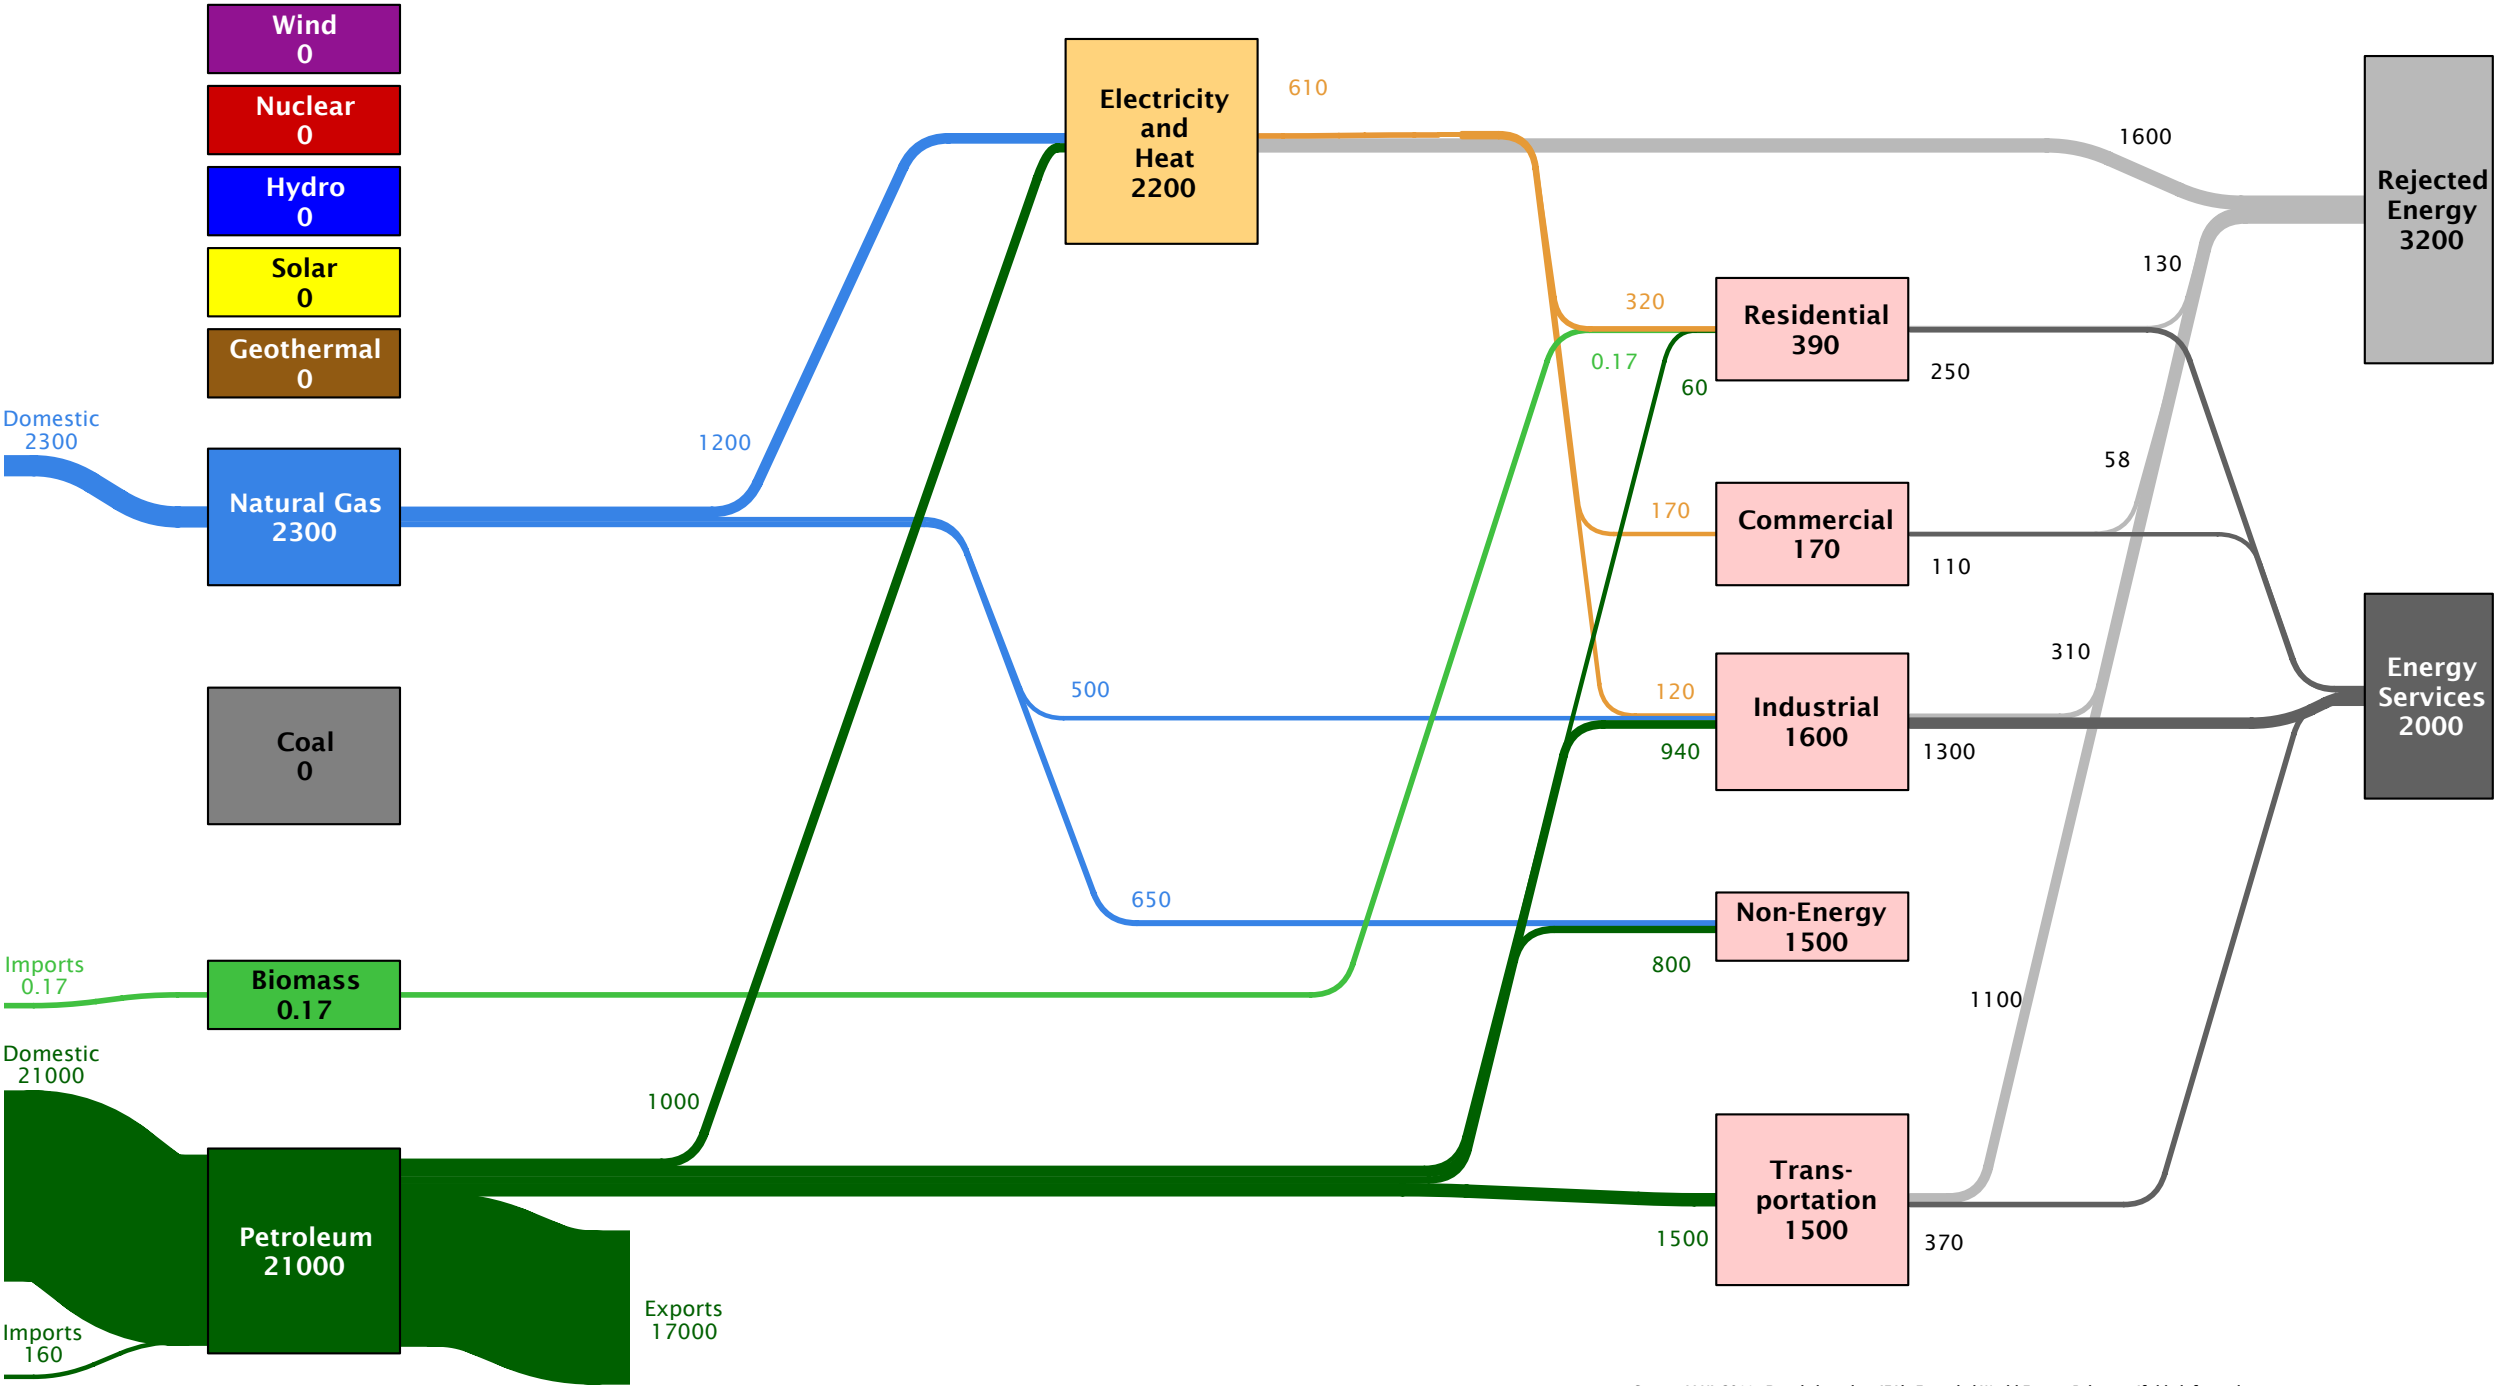 Wind
0
Nuclear
0
Hydro
0
Solar
0
Geothermal
0
Domestic
2300
Natural Gas
2300
Coal
0
Imports
0.17
Biomass
0.17
Domestic
21000
Petroleum
21000
Imports
160
Exports
17000
1200
500
650
1000
Electricity
and
Heat
2200
610
320
0.17
60
170
120
940
800
1500
Residential
390
Commercial
170
Industrial
1600
Non-Energy
1500
Trans-
portation
1500
1600
130
250
58
110
310
1300
1100
370
Rejected
Energy
3200
Energy
Services
2000